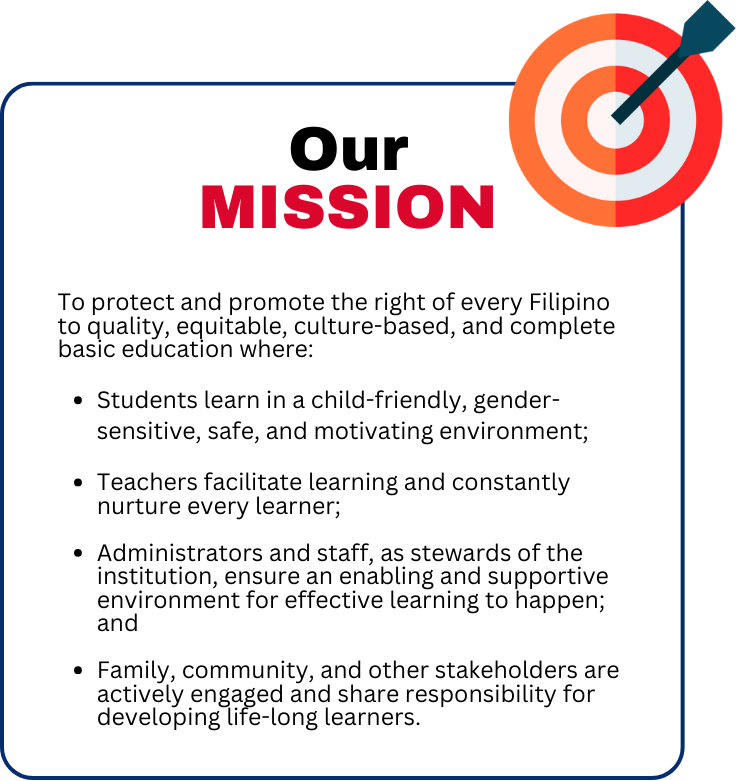 Our
MISSION
To protect and promote the right of every Filipino
to quality, equitable, culture-based, and complete
basic education where:
• Students learn in a child-friendly, gender-
sensitive, safe, and motivating environment;
• Teachers facilitate learning and constantly
nurture every learner;
• Administrators and staff, as stewards of the
institution, ensure an enabling and supportive
environment for effective learning to happen;
and
• Family, community, and other stakeholders are
actively engaged and share responsibility for
developing life-long learners.